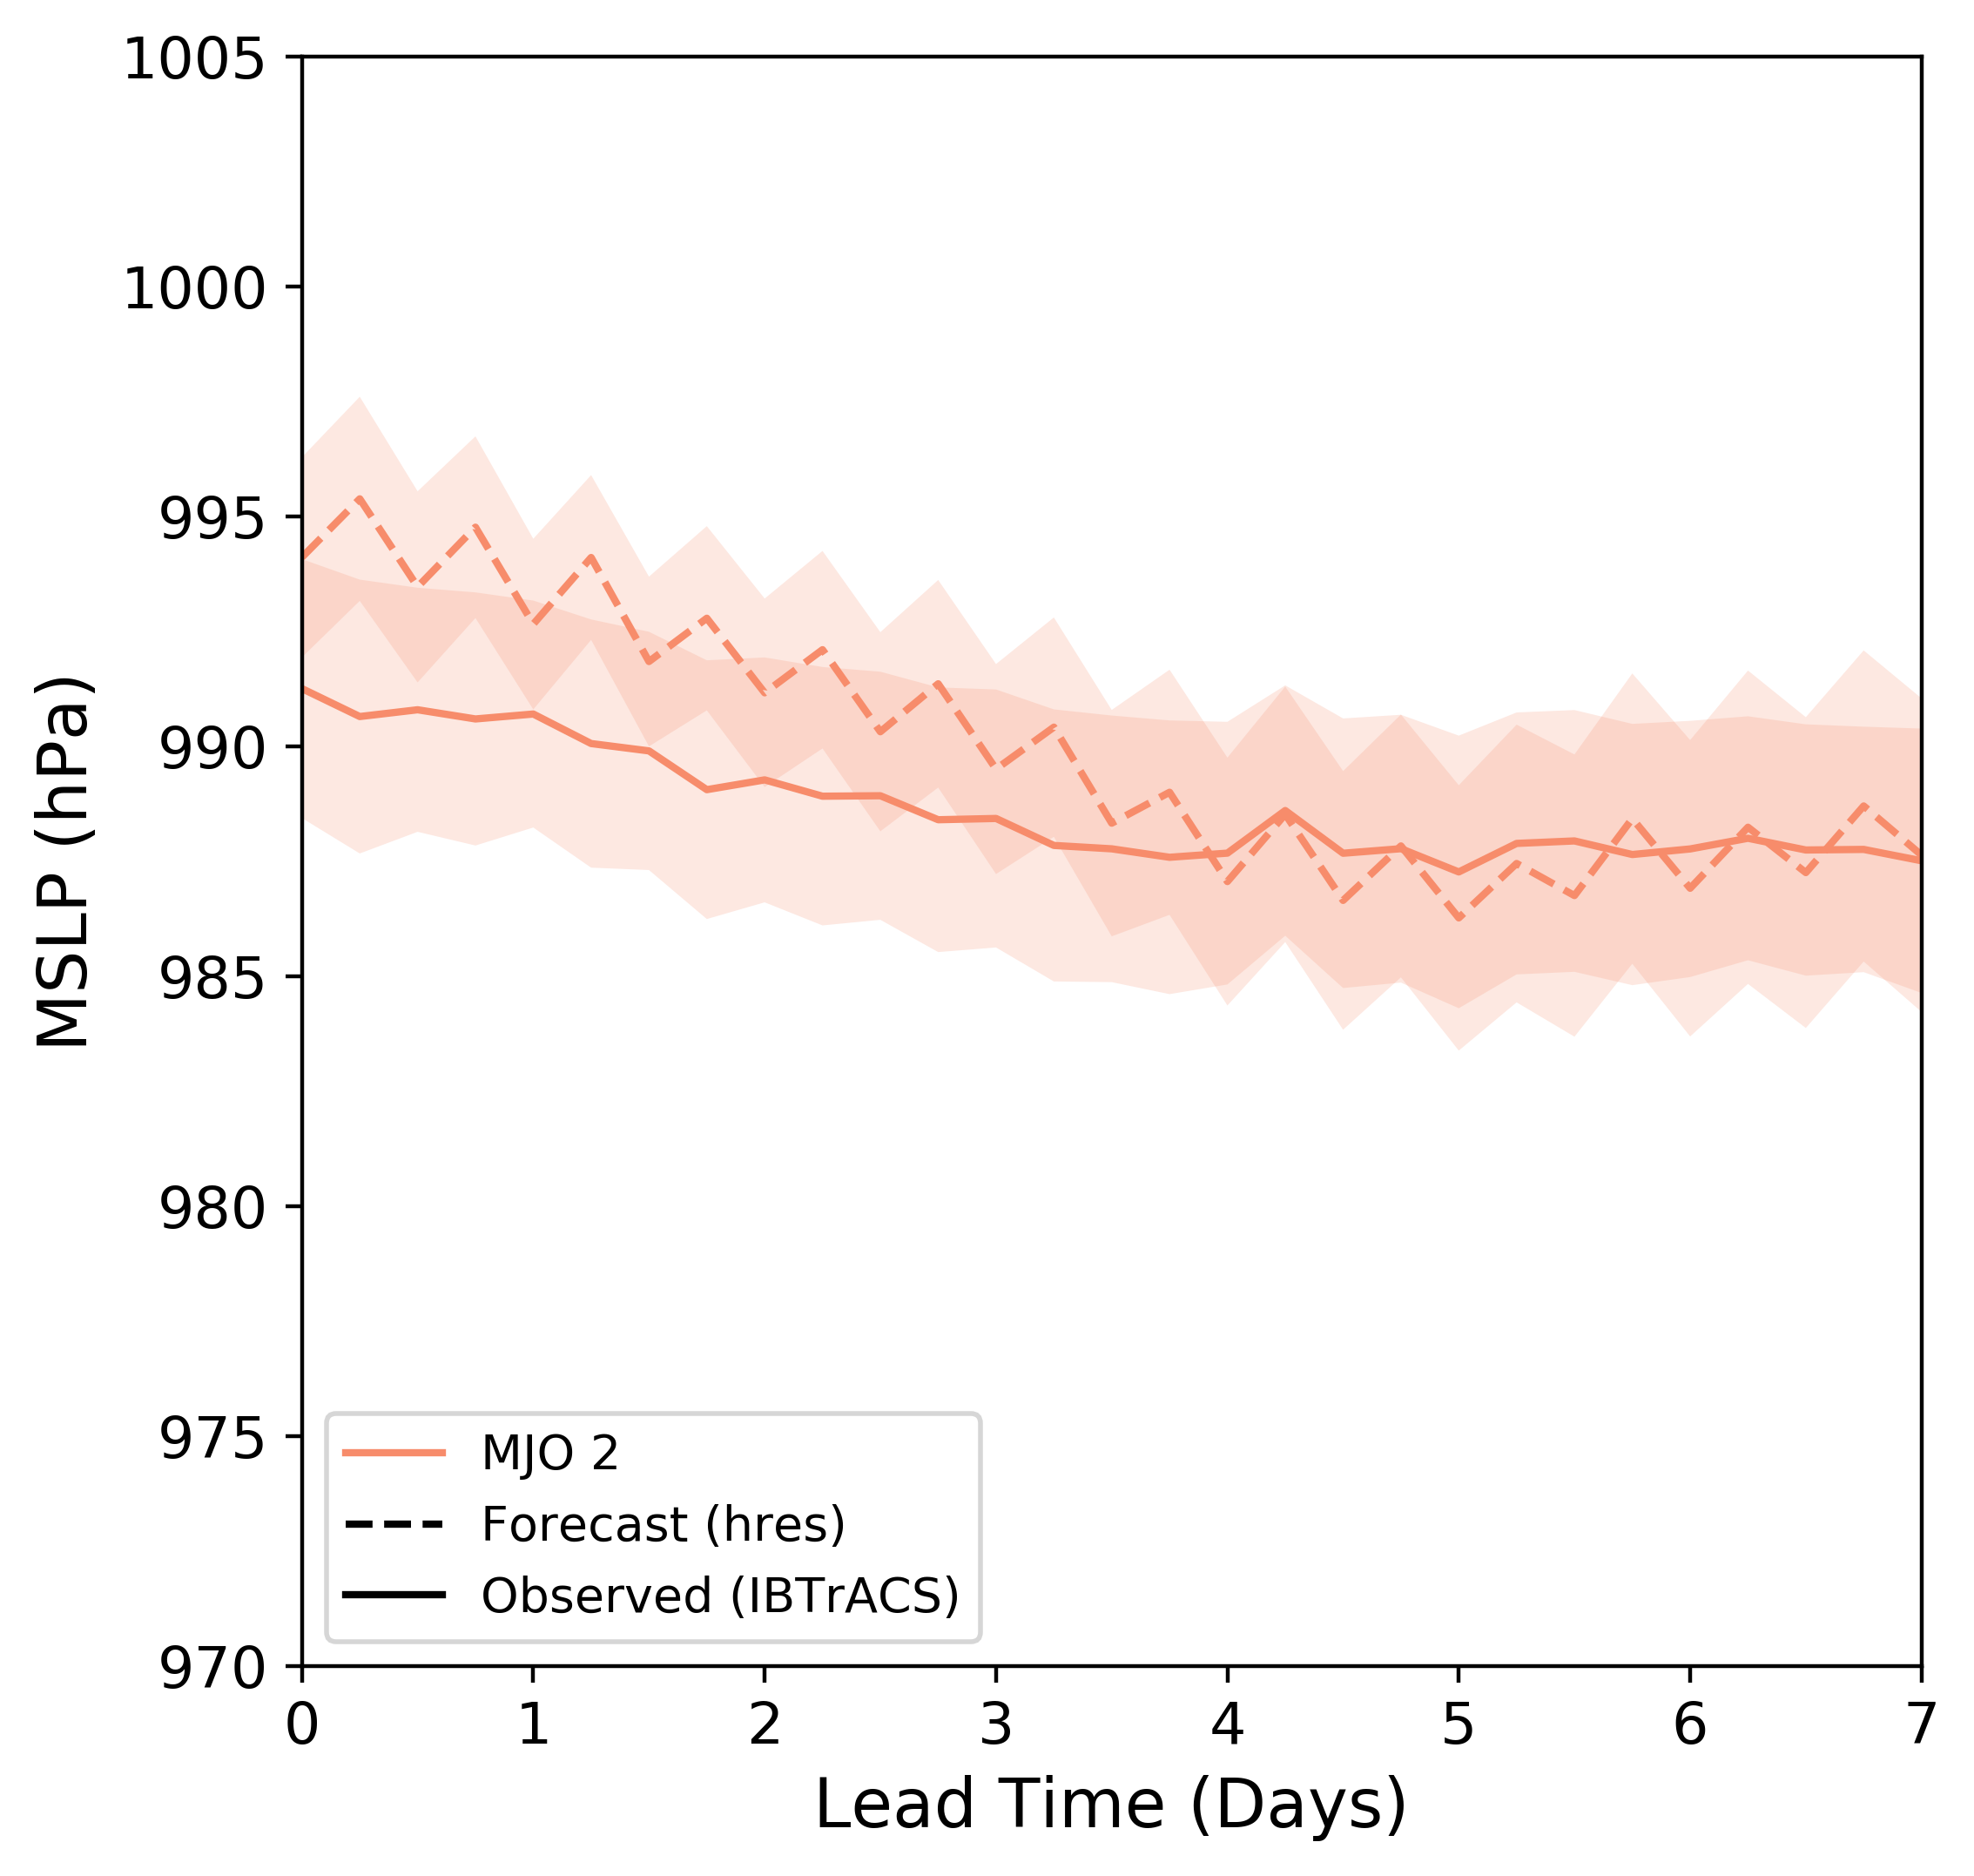 1005
1000
995
990
985
980
975
970
MSLP (hPa)
MJO 2
Forecast (hres)
Observed (IBTrACS)
0 1 2 3 4 5 6 7
Lead Time (Days)